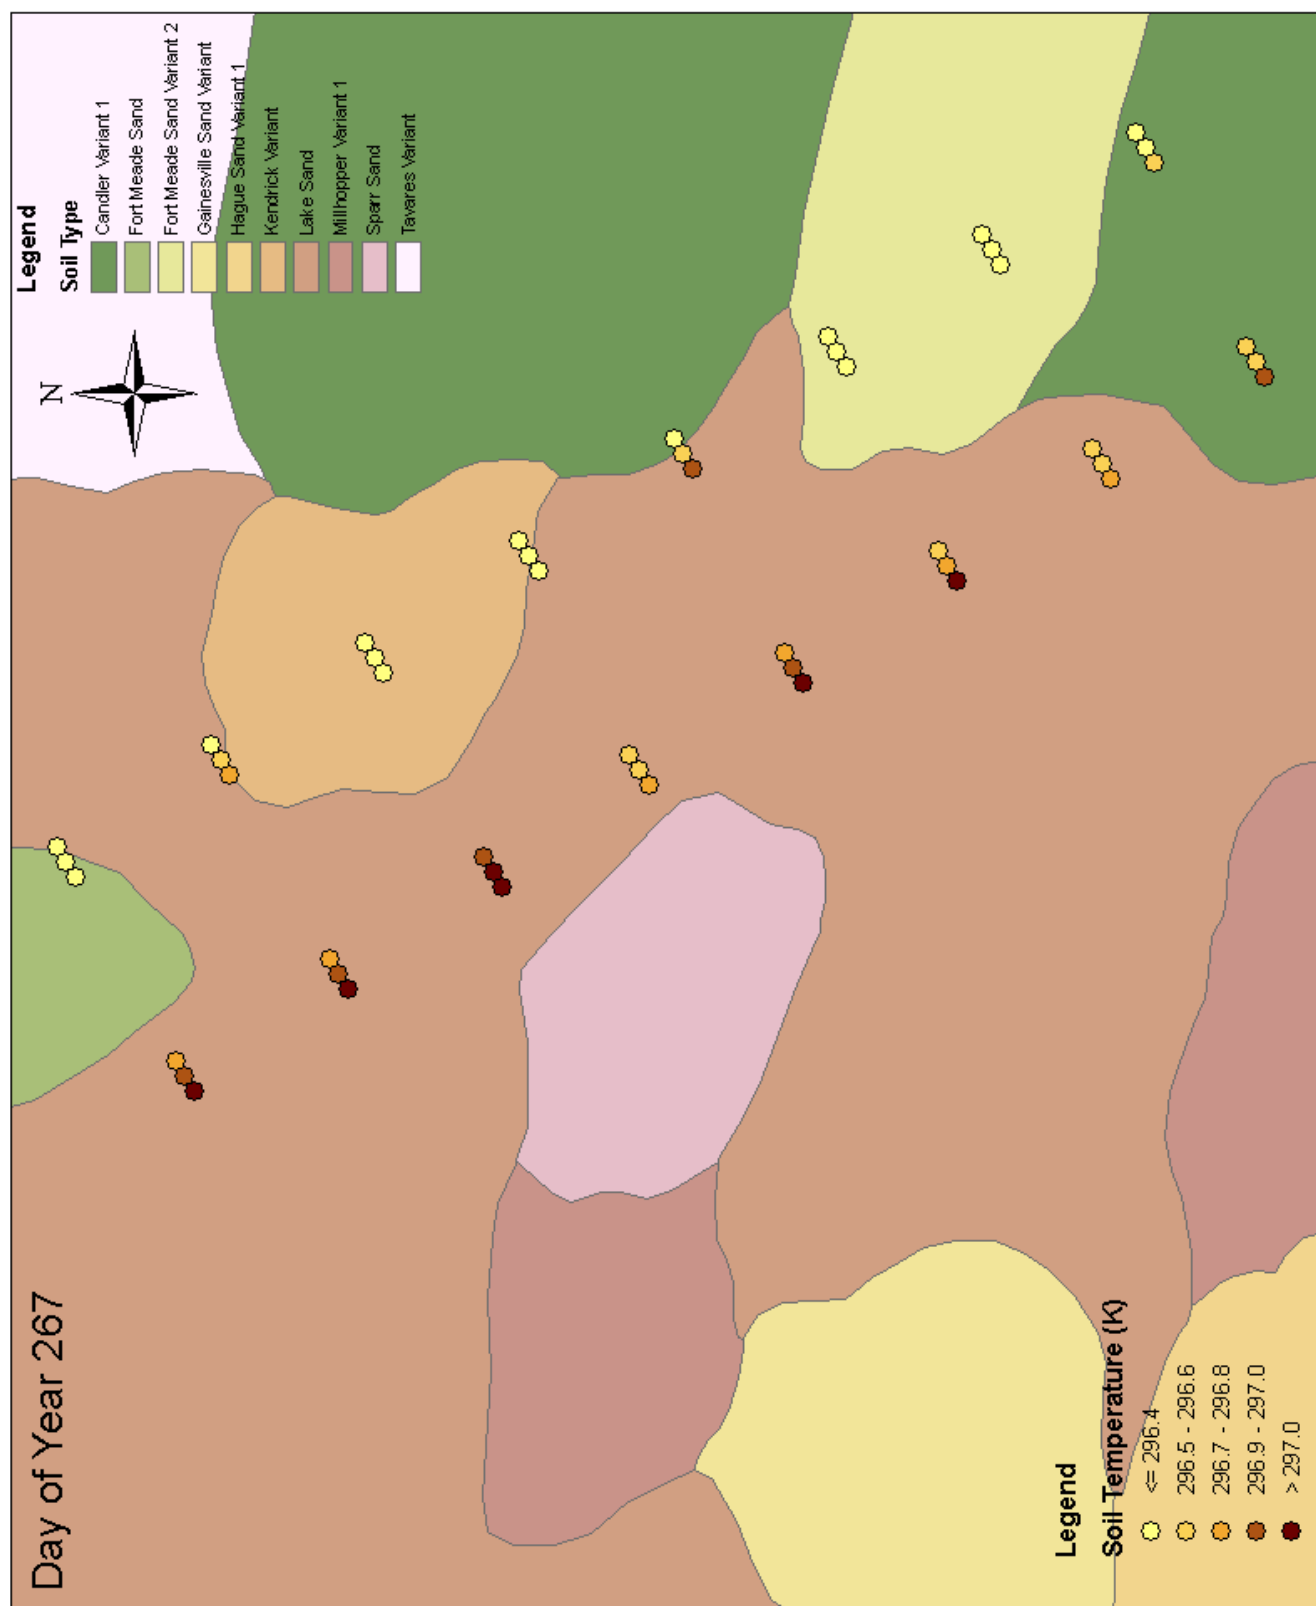 Day of Year 267
N
Legend
Soil Type
Candler Variant 1
Fort Meade Sand
Fort Meade Sand Variant 2
Gainesville Sand Variant
Hague Sand Variant 1
Kendrick Variant
Lake Sand
Millhopper Variant 1
Sparr Sand
Tavares Variant
Legend
Soil Temperature (K)
<= 296.4
296.5 - 296.6
296.7 - 296.8
296.9 - 297.0
> 297.0